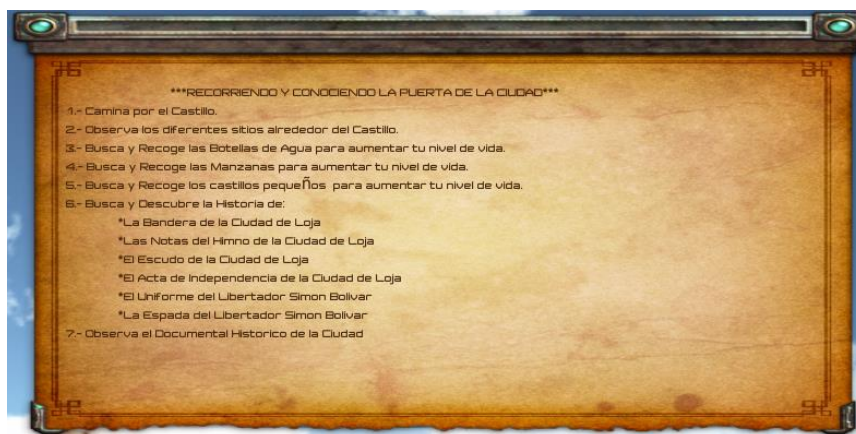 ***RECORRIENDO Y CONOCIENDO LA PUERTA DE LA CIUDAD***
1.- Camina por el Castillo.
2.- Observa los diferentes sitios alrededor del Castillo.
3.- Busca y Recoge las Botellas de Agua para aumentar tu nivel de vida.
4.- Busca y Recoge las Manzanas para aumentar tu nivel de vida.
5.- Busca y Recoge los castillos pequeños para aumentar tu nivel de vida.
6.- Busca y Descubre la Historia de:
*La Bandera de la Ciudad de Loja
*Las Notas del Himno de la Ciudad de Loja
*El Escudo de la Ciudad de Loja
*El Acta de Independencia de la Ciudad de Loja
*El Uniforme del Libertador Simon Bolivar
*La Espada del Libertador Simon Bolivar
7.- Observa el Documental Historico de la Ciudad